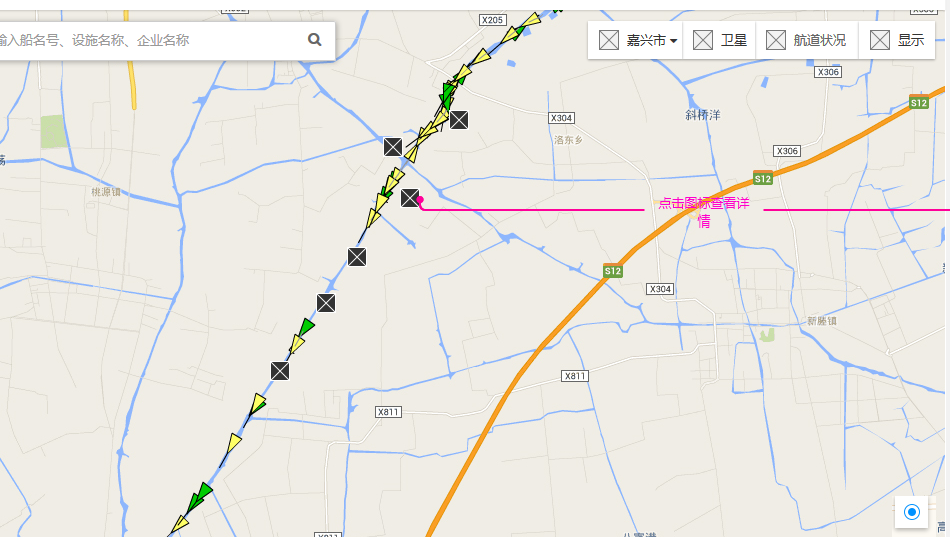 X205
输入船名号、设施名称、企业名称
嘉兴市
卫星
航道状况
显示
X306
S12
斜桥洋
X304
洛东乡
X306
S12
桃源镇
点击图标查看详
情
S12
X304
新塍镇
X811
X811
X811